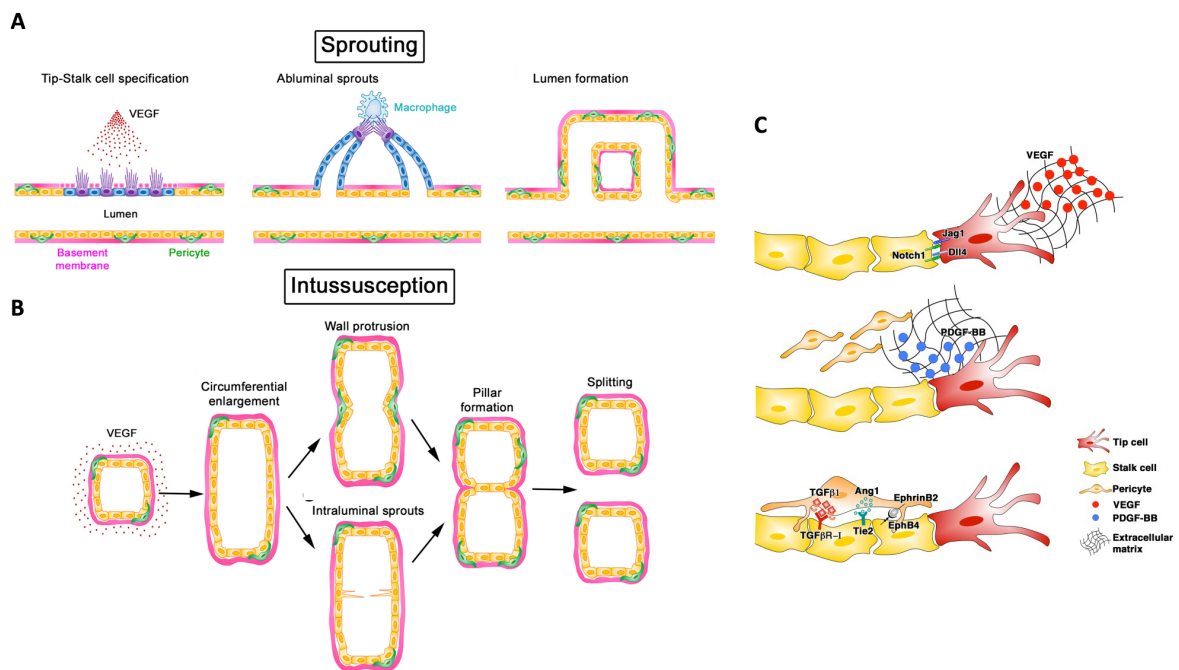 A
Sprouting
Tip-Stalk cell specification
VEGF
Lumen
Basement
membrane
Pericyte
Abluminal sprouts
Macrophage
Lumen formation
B
Intussusception
VEGF
Circumferential
enlargement
Wall protrusion
Intraluminal sprouts
Pillar
formation
Splitting
C
VEGF
Jag1
Notch1
Dll4
PDGF-BB
TGFβ1
Ang1
EphrinB2
TGFβR-I
Tie2
EphB4
Tip cell
Stalk cell
Pericyte
VEGF
PDGF-BB
Extracellular
matrix